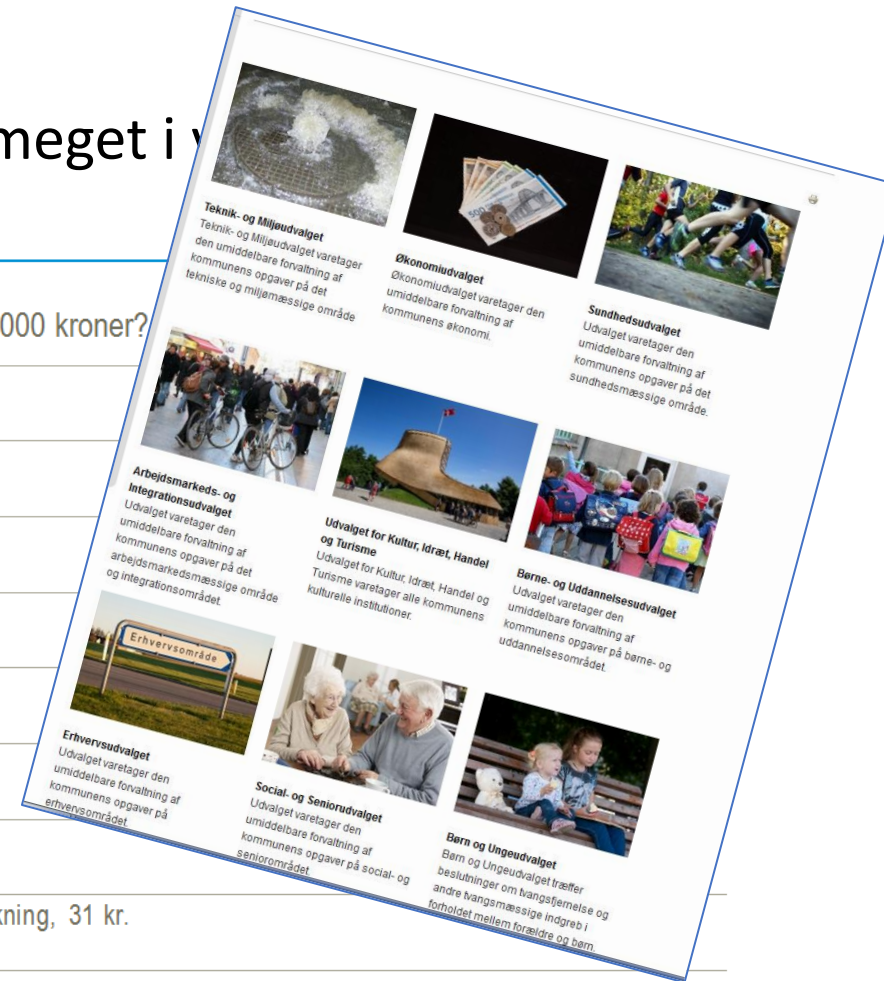 meget i
000 kroner?
Teknik- og Miljøudvalget
Teknik- og Miljøudvalget varetager
den umiddelbare forvaltning af
kommunens opgaver på det
tekniske og miljømæssige område
Økonomiudvalget
Økonomiudvalget varetager den
umiddelbare forvaltning af
kommunens økonomi.
Sundhedsudvalget
Udvalget varetager den
umiddelbare forvaltning af
kommunens opgaver på det
sundhedsmæssige område.
Arbejdsmarkeds- og
Integrationsudvalget
Udvalget varetager den
umiddelbare forvaltning af
kommunens opgaver på det
arbejdsmarkedsmæssige område
og integrationsområdet.
Udvalget for Kultur, Idræt, Handel
og Turisme
Udvalget for Kultur, Idræt, Handel og
Turisme varetager alle kommunens
kulturelle institutioner.
Børne- og Uddannelsesudvalget
Udvalget varetager den
umiddelbare forvaltning af
kommunens opgaver på børne- og
uddannelsesområdet.
Erhvervsområde
Erhvervsudvalget
Udvalget varetager den
umiddelbare forvaltning af
kommunens opgaver på
erhvervsområdet.
Social- og Seniorudvalget
Udvalget varetager den
umiddelbare forvaltning af
kommunens opgaver på social- og
seniorområdet.
Børn og Ungeudvalget
Børn og Ungeudvalget træffer
beslutninger om tvangsfjernelse og
andre tvangsmæssige indgreb i
forholdet mellem forældre og børn.
kning, 31 kr.